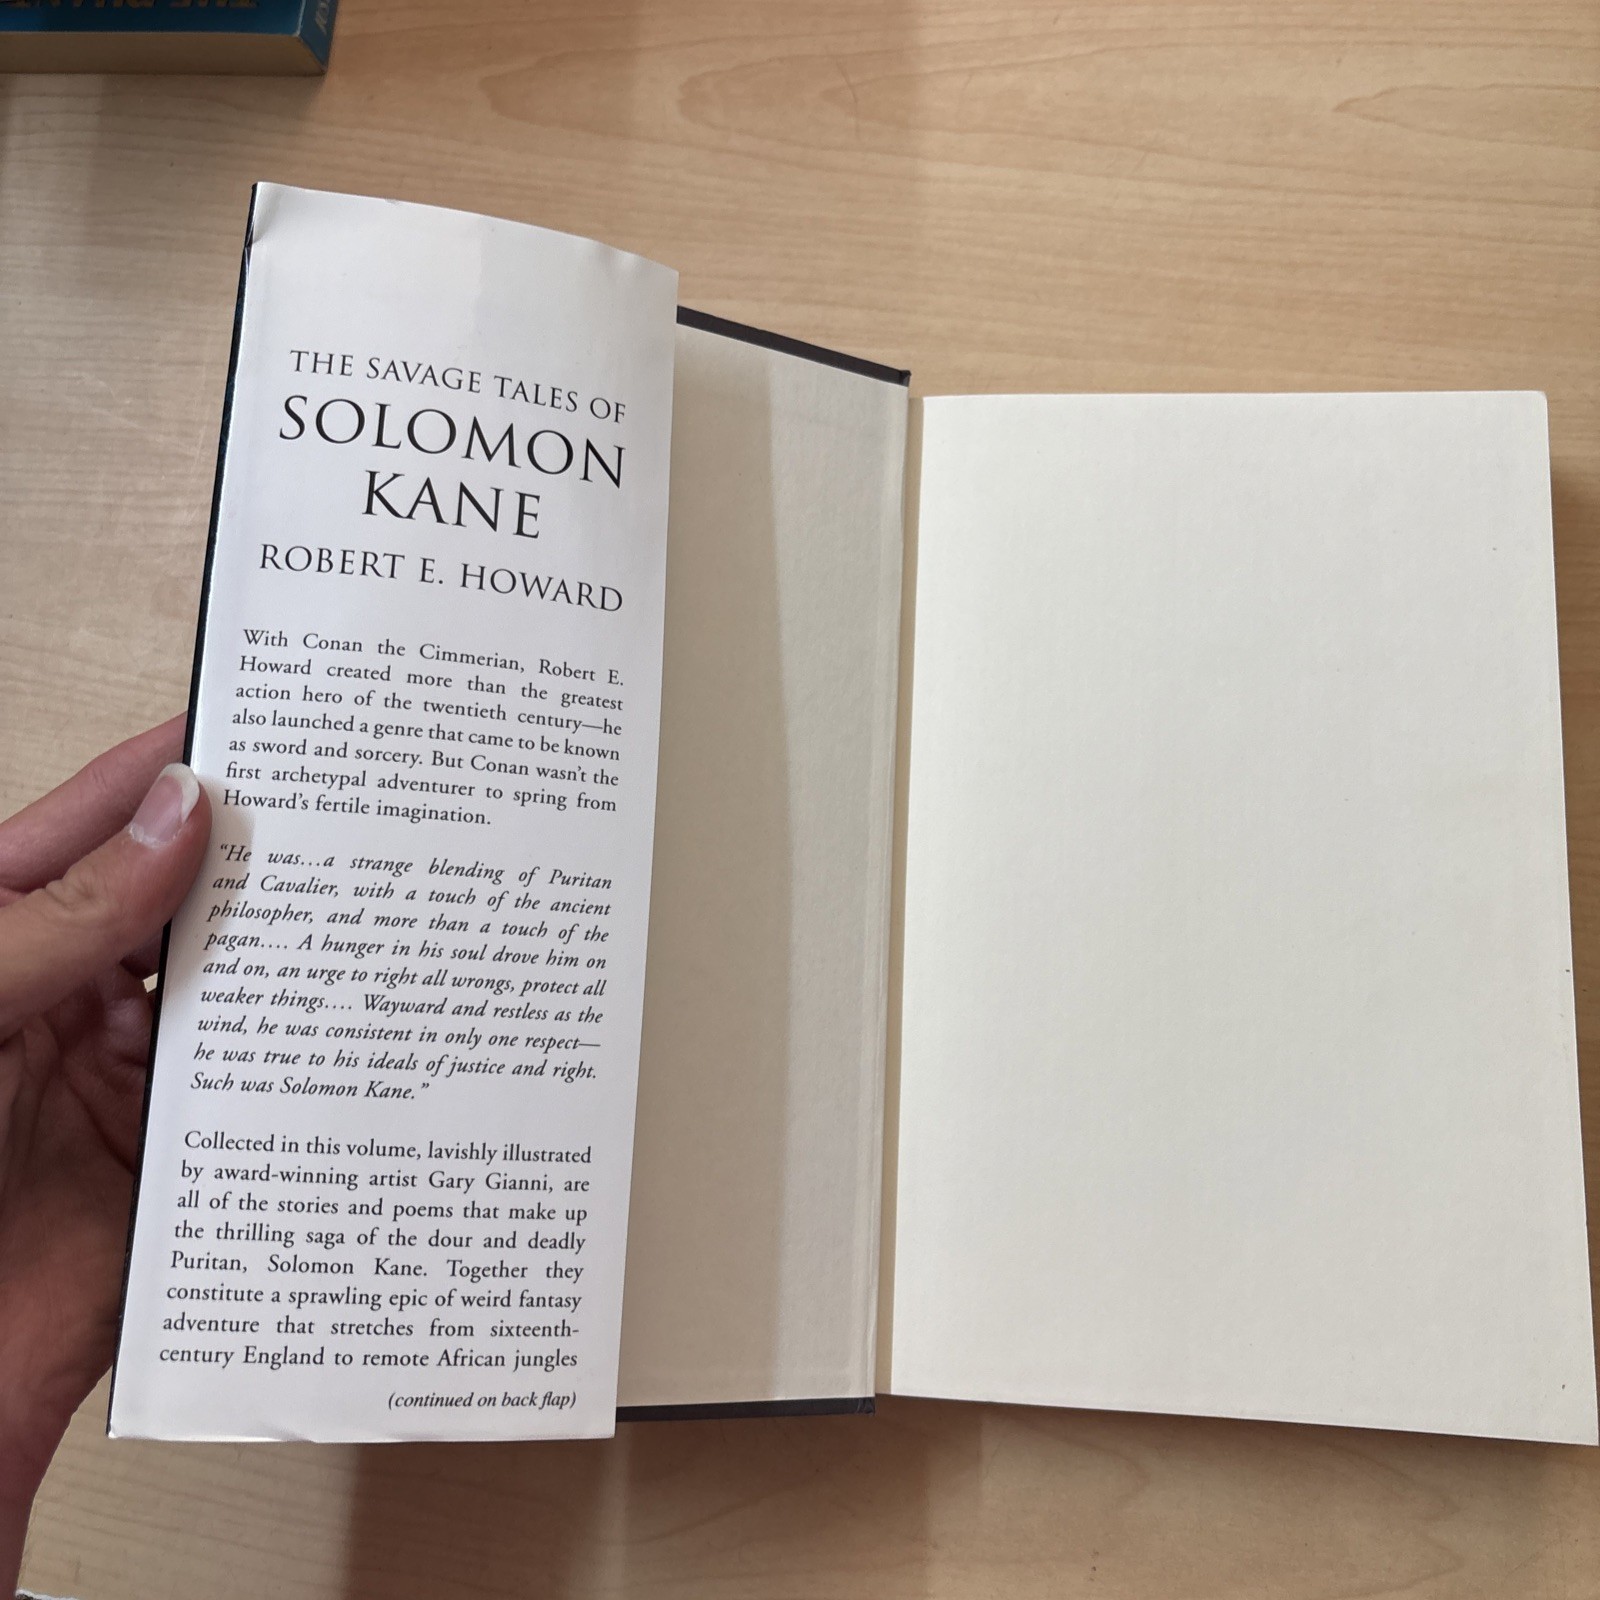 THE SAVAGE TALES OF
SOLOMON
KANE
ROBERT E. HOWARD
With Conan the Cimmerian, Robert E.
Howard created more than the greatest
action hero of the twentieth century—he
also launched a genre that came to be known
as sword and sorcery. But Conan wasn't the
first archetypal adventurer to spring from
Howard's fertile imagination.
“He was…a strange blending of Puritan
and Cavalier, with a touch of the ancient
philosopher, and more than a touch of the
pagan.… A hunger in his soul drove him on
and on, an urge to right all wrongs, protect all
weaker things.… Wayward and restless as the
wind, he was consistent in only one respect—
he was true to his ideals of justice and right.
Such was Solomon Kane.”
Collected in this volume, lavishly illustrated
by award-winning artist Gary Gianni, are
all of the stories and poems that make up
the thrilling saga of the dour and deadly
Puritan, Solomon Kane. Together they
constitute a sprawling epic of weird fantasy
adventure that stretches from sixteenth-
century England to remote African jungles
(continued on back flap)